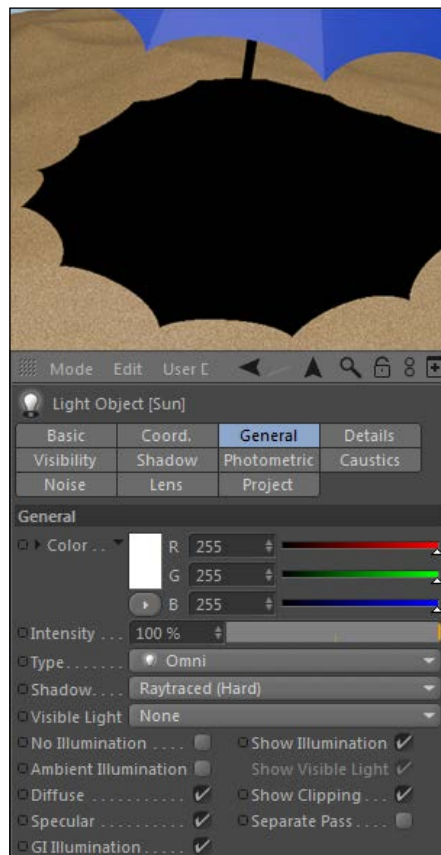 Mode Edit User D
Light Object [Sun]
Basic Coord. General Details
Visibility Shadow Photometric Caustics
Noise Lens Project
General
Color . . R 255
G 255
B 255
Intensity . . . 100 %
Type. . . . . . . Omni
Shadow. . . . Raytraced (Hard)
Visible Light None
No Illumination . . . . Show Illumination
Ambient Illumination Show Visible Light
Diffuse . . . . . . . . . . . Show Clipping . . .
Specular . . . . . . . . . Separate Pass . . . .
GI Illumination . . . . .